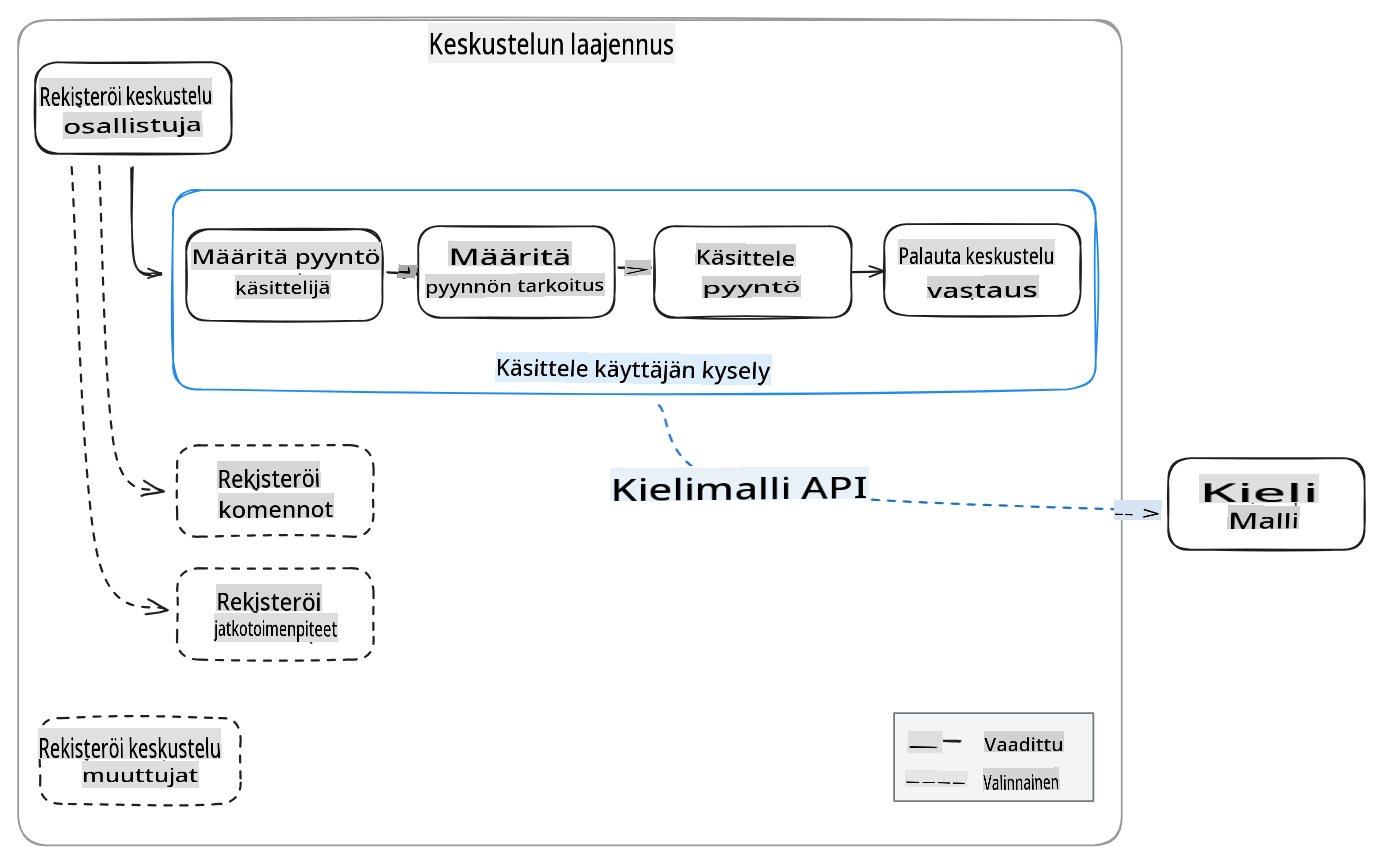 Keskustelun laajennus
Rekisteröi keskustelu
osallistuja
Määritä pyyntö
käsittelijä
Määritä
pyynnön tarkoitus
Käsittele
pyyntö
Palauta keskustelu
vastaus
Käsittele käyttäjän kysely
Rekisteröi
komennot
Kielimalli API
Kieli
Malli
Rekisteröi
jatkotoimenpiteet
Rekisteröi keskustelu
muuttujat
Vaadittu
Valinnainen